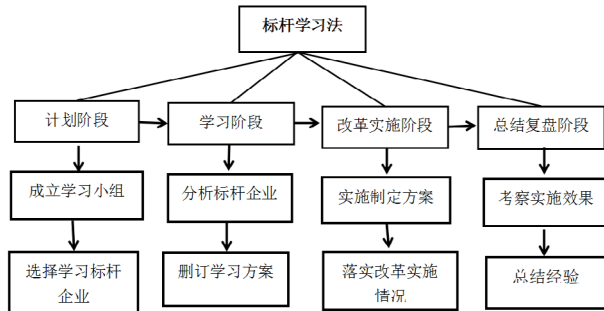 标杆学习法
计划阶段
学习阶段
改革实施阶段
总结复盘阶段
成立学习小组
分析标杆企业
实施制定方案
考察实施效果
选择学习标杆
企业
删订学习方案
落实改革实施
情况
总结经验